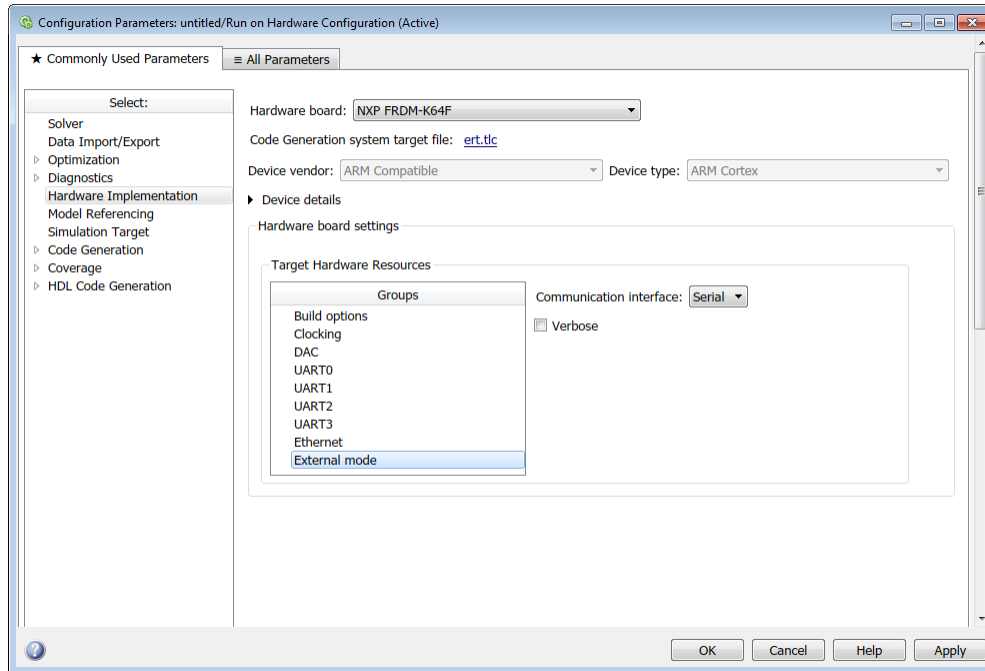 Configuration Parameters: untitled/Run on Hardware Configuration (Active)
★ Commonly Used Parameters
≡ All Parameters
Select:
Solver
Data Import/Export
Optimization
Diagnostics
Hardware Implementation
Model Referencing
Simulation Target
Code Generation
Coverage
HDL Code Generation
Hardware board: NXP FRDM-K64F
Code Generation system target file: ert.tlc
Device vendor: ARM Compatible Device type: ARM Cortex
Device details
Hardware board settings
Target Hardware Resources
Groups
Build options
Clocking
DAC
UART0
UART1
UART2
UART3
Ethernet
External mode
Communication interface: Serial
Verbose
OK Cancel Help Apply